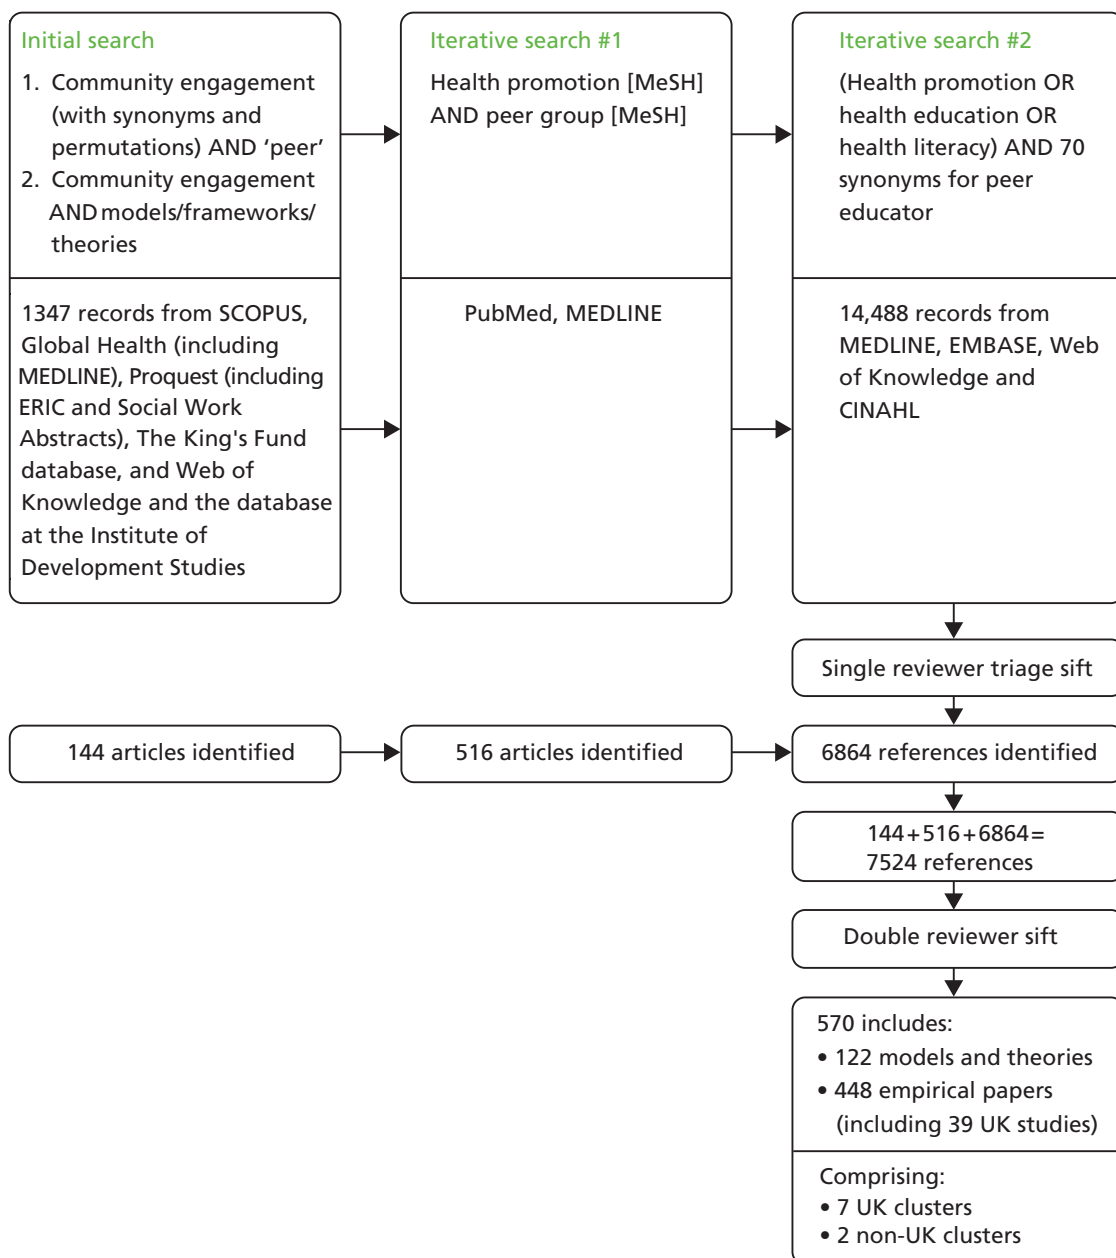 Initial search
1. Community engagement
(with synonyms and
permutations) AND ‘peer’
2. Community engagement
AND models/frameworks/
theories
1347 records from SCOPUS,
Global Health (including
MEDLINE), Proquest (including
ERIC and Social Work
Abstracts), The King's Fund
database, and Web of
Knowledge and the database
at the Institute of
Development Studies
Iterative search #1
Health promotion [MeSH]
AND peer group [MeSH]
PubMed, MEDLINE
Iterative search #2
(Health promotion OR
health education OR
health literacy) AND 70
synonyms for peer
educator
14,488 records from
MEDLINE, EMBASE, Web
of Knowledge and
CINAHL
Single reviewer triage sift
144 articles identified
516 articles identified
6864 references identified
144+516+6864=
7524 references
Double reviewer sift
570 includes:
• 122 models and theories
• 448 empirical papers
(including 39 UK studies)
Comprising:
• 7 UK clusters
• 2 non-UK clusters